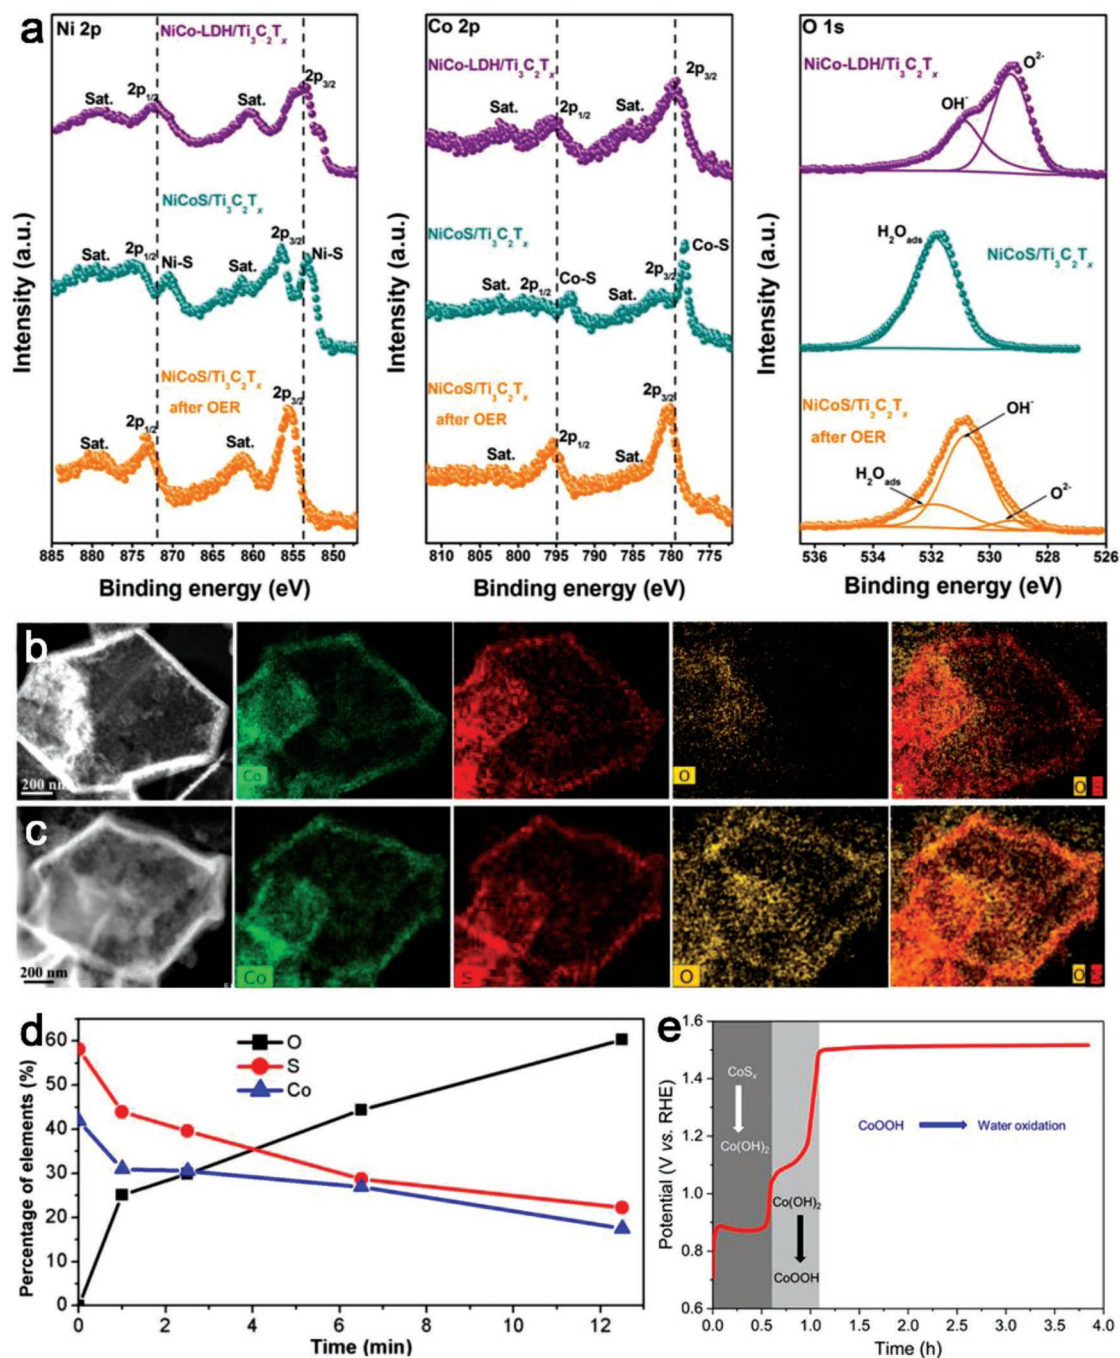 a
Ni 2p
NiCo-LDH/Ti₃C₂Tₓ
Sat.
2p₁/₂
Sat.
2p₃/₂
NiCoS/Ti₃C₂Tₓ
Sat.
2p₁/₂
Ni-S
Sat.
2p₃/₂
Ni-S
NiCoS/Ti₃C₂Tₓ
after OER
Sat.
2p₁/₂
Sat.
2p₃/₂
Intensity (a.u.)
885 880 875 870 865 860 855 850
Binding energy (eV)
Co 2p
NiCo-LDH/Ti₃C₂Tₓ
Sat.
2p₁/₂
Sat.
2p₃/₂
NiCoS/Ti₃C₂Tₓ
Sat.
2p₁/₂
Co-S
Sat.
2p₃/₂
Co-S
NiCoS/Ti₃C₂Tₓ
after OER
Sat.
2p₁/₂
Sat.
2p₃/₂
Intensity (a.u.)
810 805 800 795 790 785 780 775
Binding energy (eV)
O 1s
NiCo-LDH/Ti₃C₂Tₓ
OH⁻
O²⁻
H₂Oₐds
NiCoS/Ti₃C₂Tₓ
NiCoS/Ti₃C₂Tₓ
after OER
OH⁻
H₂Oₐds
O²⁻
Intensity (a.u.)
536 534 532 530 528 526
Binding energy (eV)
b
200 nm
Co
O
O
c
200 nm
Co
S
O
O
d
O
S
Co
Percentage of elements (%)
60
50
40
30
20
10
0
0 2 4 6 8 10 12
Time (min)
e
CoSₓ
Co(OH)₂
Co(OH)₂
CoOOH
CoOOH
Water oxidation
Potential (V vs. RHE)
1.6
1.4
1.2
1.0
0.8
0.6
0.0 0.5 1.0 1.5 2.0 2.5 3.0 3.5 4.0
Time (h)